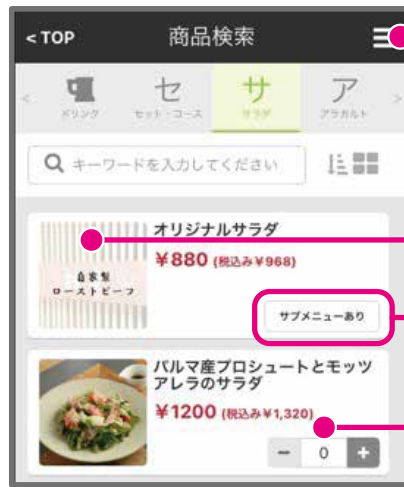 < TOP 商品検索
< セ サ ア >
ドリンク セット・コース サラダ アラカルト
キーワードを入力してください
オリジナルサラダ
¥880 (税込み¥968)
自家製
ローストビーフ
サブメニューあり
パルマ産プロシュートとモッツ
アレラのサラダ
¥1200 (税込み¥1,320)
− 0 +